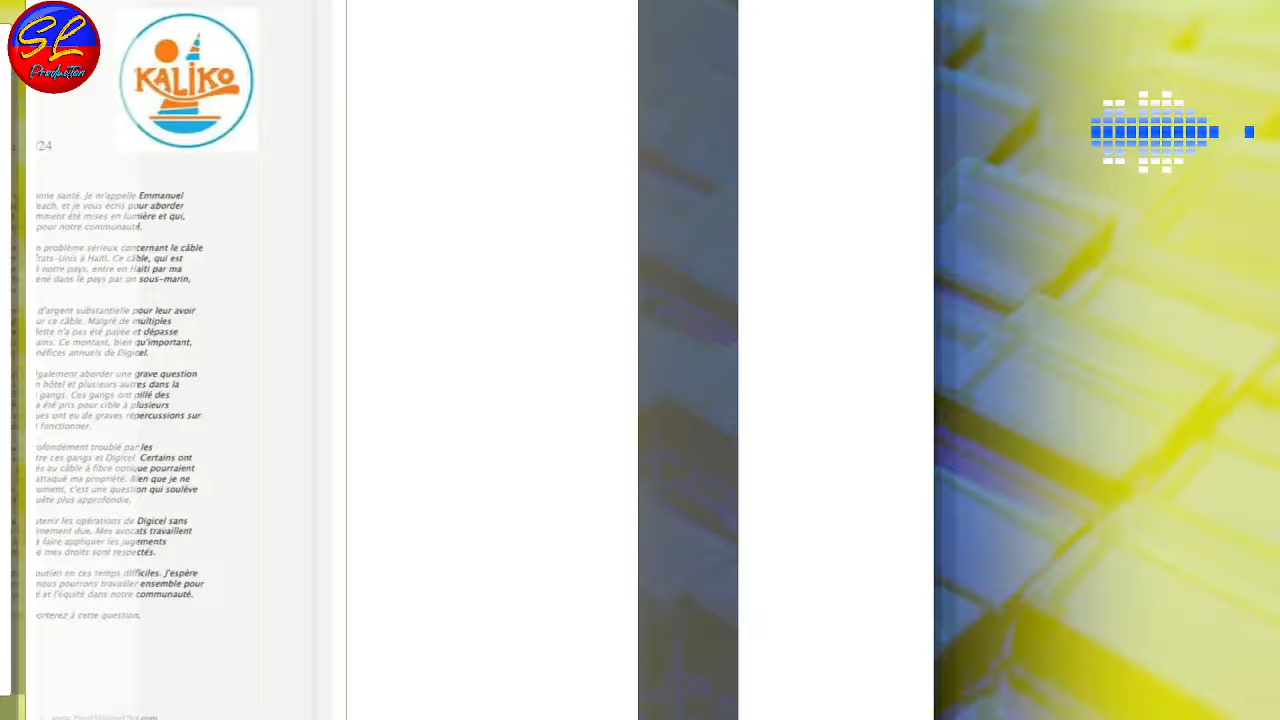 SL
Production
KALIKO
/24
onne santé. Je m'appelle Emmanuel
Beach, et je vous écris pour aborder
mment été mises en lumière et qui,
pour notre communauté.
n problème sérieux concernant le câble
États-Unis à Haïti. Ce câble, qui est
à notre pays, entre en Haïti par ma
ené dans le pays par un sous-marin,
d'argent substantielle pour leur avoir
ur ce câble. Malgré de multiples
dette n'a pas été payée et dépasse
ains. Ce montant, bien qu'important,
néfices annuels de Digicel.
également aborder une grave question
n hôtel et plusieurs autres dans la
gangs. Ces gangs ont pillé des
a été pris pour cible à plusieurs
ues ont eu de graves répercussions sur
fonctionner.
rofondément troublé par les
tre ces gangs et Digicel. Certains ont
és au câble à fibre optique pourraient
attaqué ma propriété. Bien que je ne
moment, c'est une question qui soulève
uête plus approfondie.
utenir les opérations de Digicel sans
imement due. Mes avocats travaillent
à faire appliquer les jugements
e mes droits sont respectés.
outien en ces temps difficiles. J'espère
nous pourrons travailler ensemble pour
é et l'équité dans notre communauté.
orterez à cette question.